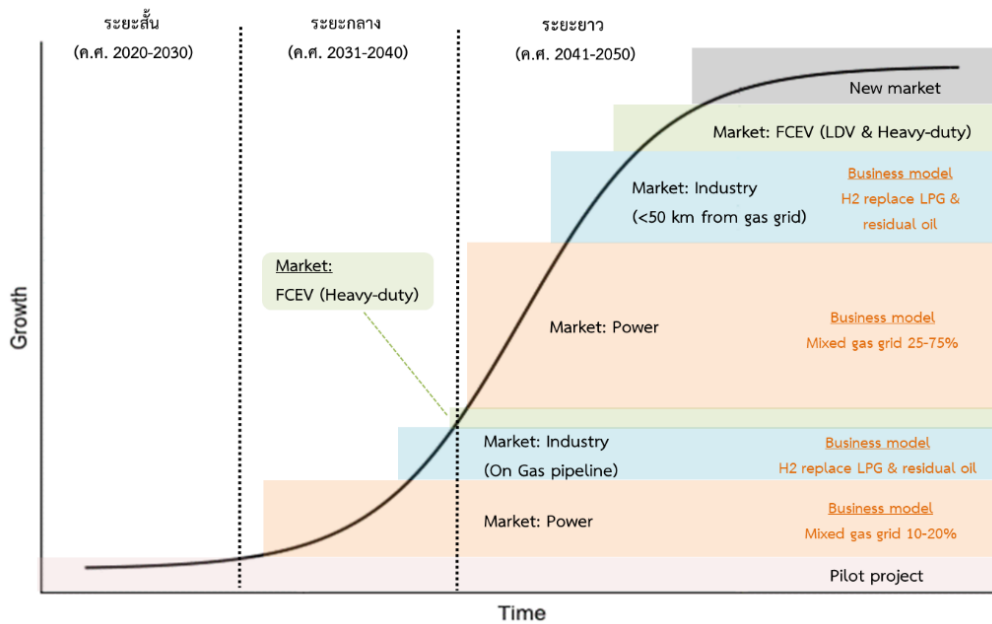 ระยะสั้น
(ค.ศ. 2020-2030)
ระยะกลาง
(ค.ศ. 2031-2040)
ระยะยาว
(ค.ศ. 2041-2050)
New market
Market: FCEV (LDV & Heavy-duty)
Market: Industry
(<50 km from gas grid)
Business model
H2 replace LPG &
residual oil
Market:
FCEV (Heavy-duty)
Market: Power
Business model
Mixed gas grid 25-75%
Market: Industry
(On Gas pipeline)
Business model
H2 replace LPG & residual oil
Market: Power
Business model
Mixed gas grid 10-20%
Pilot project
Growth
Time